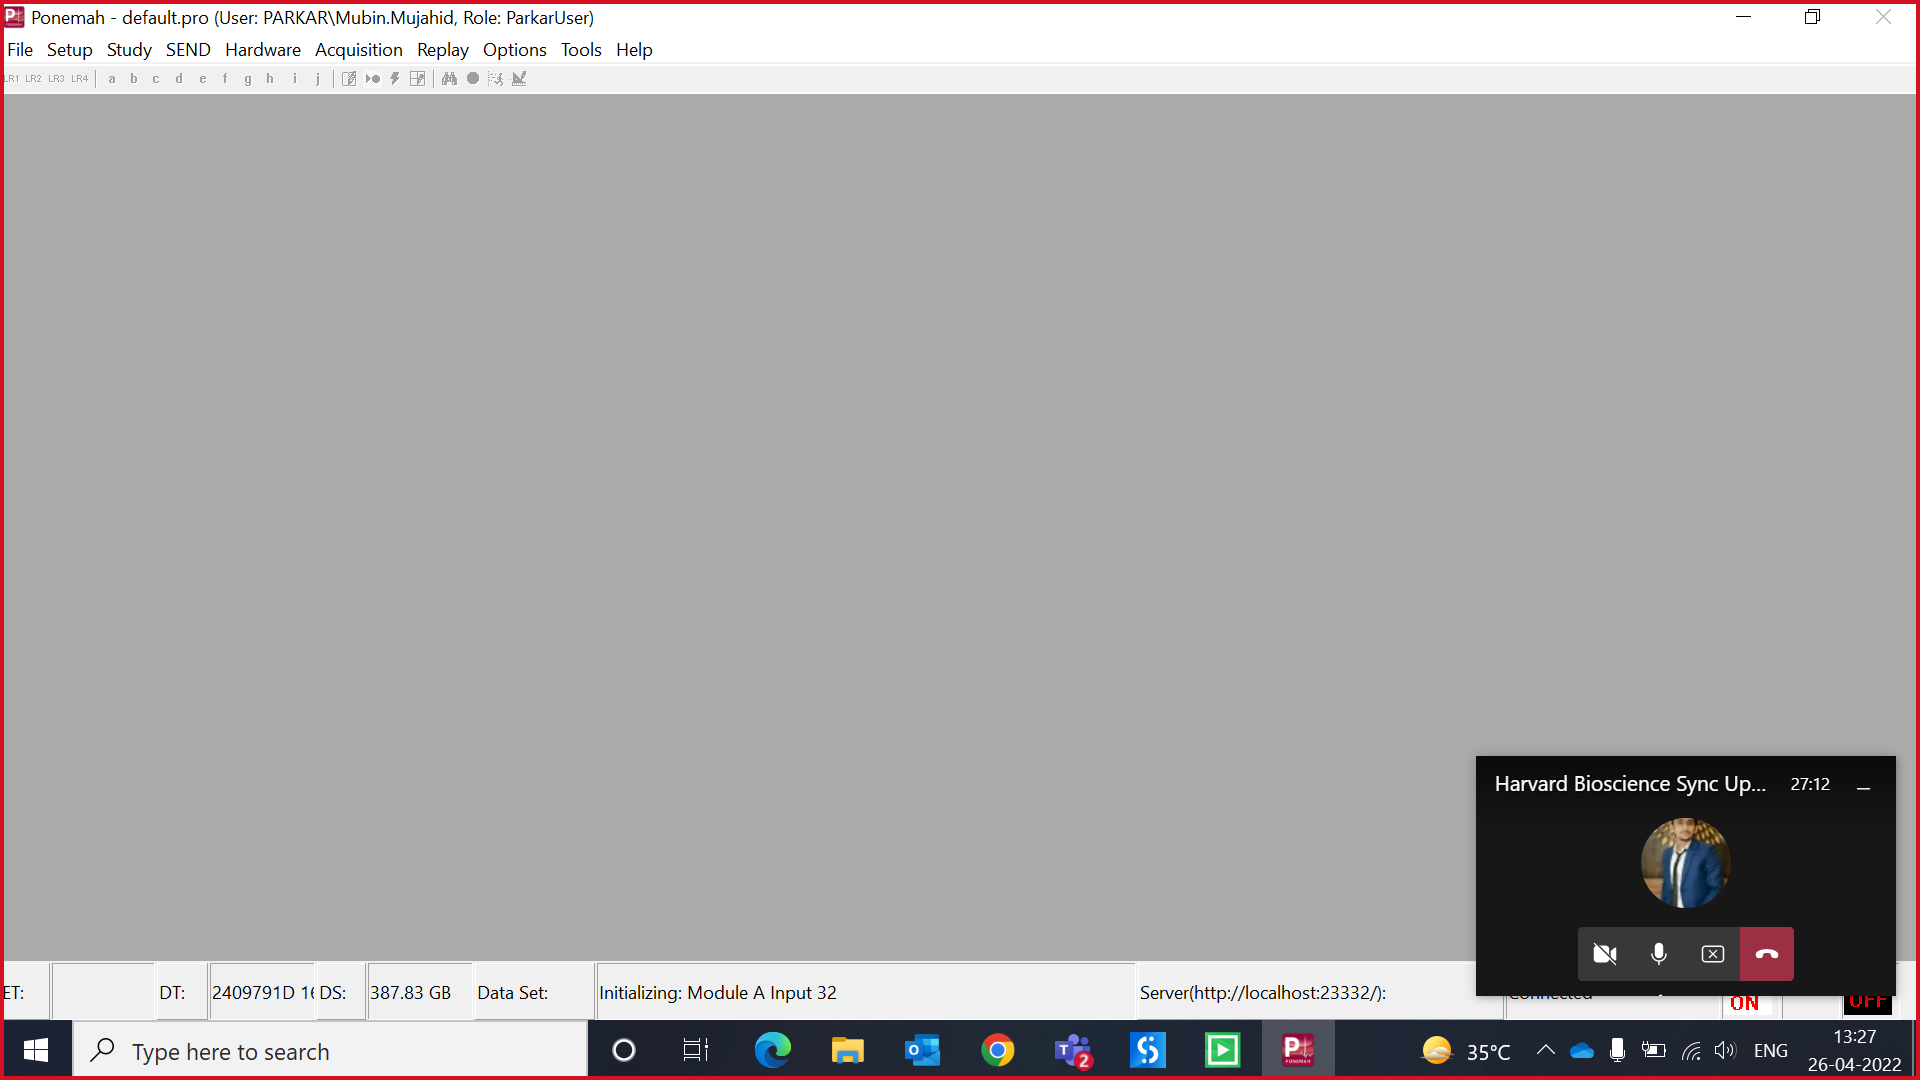 Ponemah - default.pro (User: PARKAR\Mubin.Mujahid, Role: ParkarUser)
File Setup Study SEND Hardware Acquisition Replay Options Tools Help
LR1 LR2 LR3 LR4 a b c d e f g h i j
Harvard Bioscience Sync Up... 27:12
ET: DT: 2409791D 16 DS: 387.83 GB Data Set: Initializing: Module A Input 32 Server(http://localhost:23332/): Connected ON OFF
Type here to search 2 35°C ENG 13:27
26-04-2022